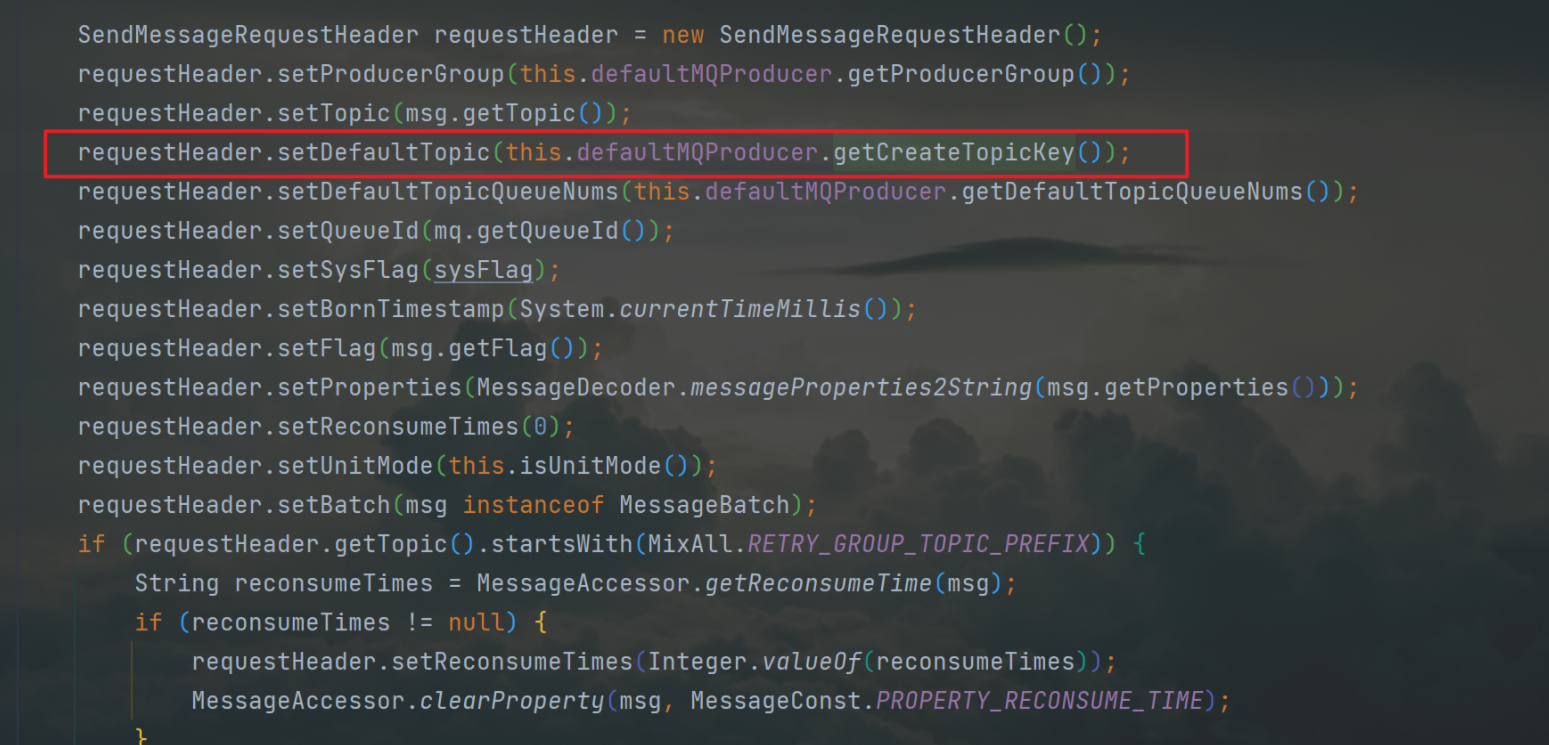 SendMessageRequestHeader requestHeader = new SendMessageRequestHeader();
requestHeader.setProducerGroup(this.defaultMQProducer.getProducerGroup());
requestHeader.setTopic(msg.getTopic());
requestHeader.setDefaultTopic(this.defaultMQProducer.getCreateTopicKey());
requestHeader.setDefaultTopicQueueNums(this.defaultMQProducer.getDefaultTopicQueueNums());
requestHeader.setQueueId(mq.getQueueId());
requestHeader.setSysFlag(sysFlag);
requestHeader.setBornTimestamp(System.currentTimeMillis());
requestHeader.setFlag(msg.getFlag());
requestHeader.setProperties(MessageDecoder.messageProperties2String(msg.getProperties()));
requestHeader.setReconsumeTimes(0);
requestHeader.setUnitMode(this.isUnitMode());
requestHeader.setBatch(msg instanceof MessageBatch);
if (requestHeader.getTopic().startsWith(MixAll.RETRY_GROUP_TOPIC_PREFIX)) {
    String reconsumeTimes = MessageAccessor.getReconsumeTime(msg);
    if (reconsumeTimes != null) {
        requestHeader.setReconsumeTimes(Integer.valueOf(reconsumeTimes));
        MessageAccessor.clearProperty(msg, MessageConst.PROPERTY_RECONSUME_TIME);
    }